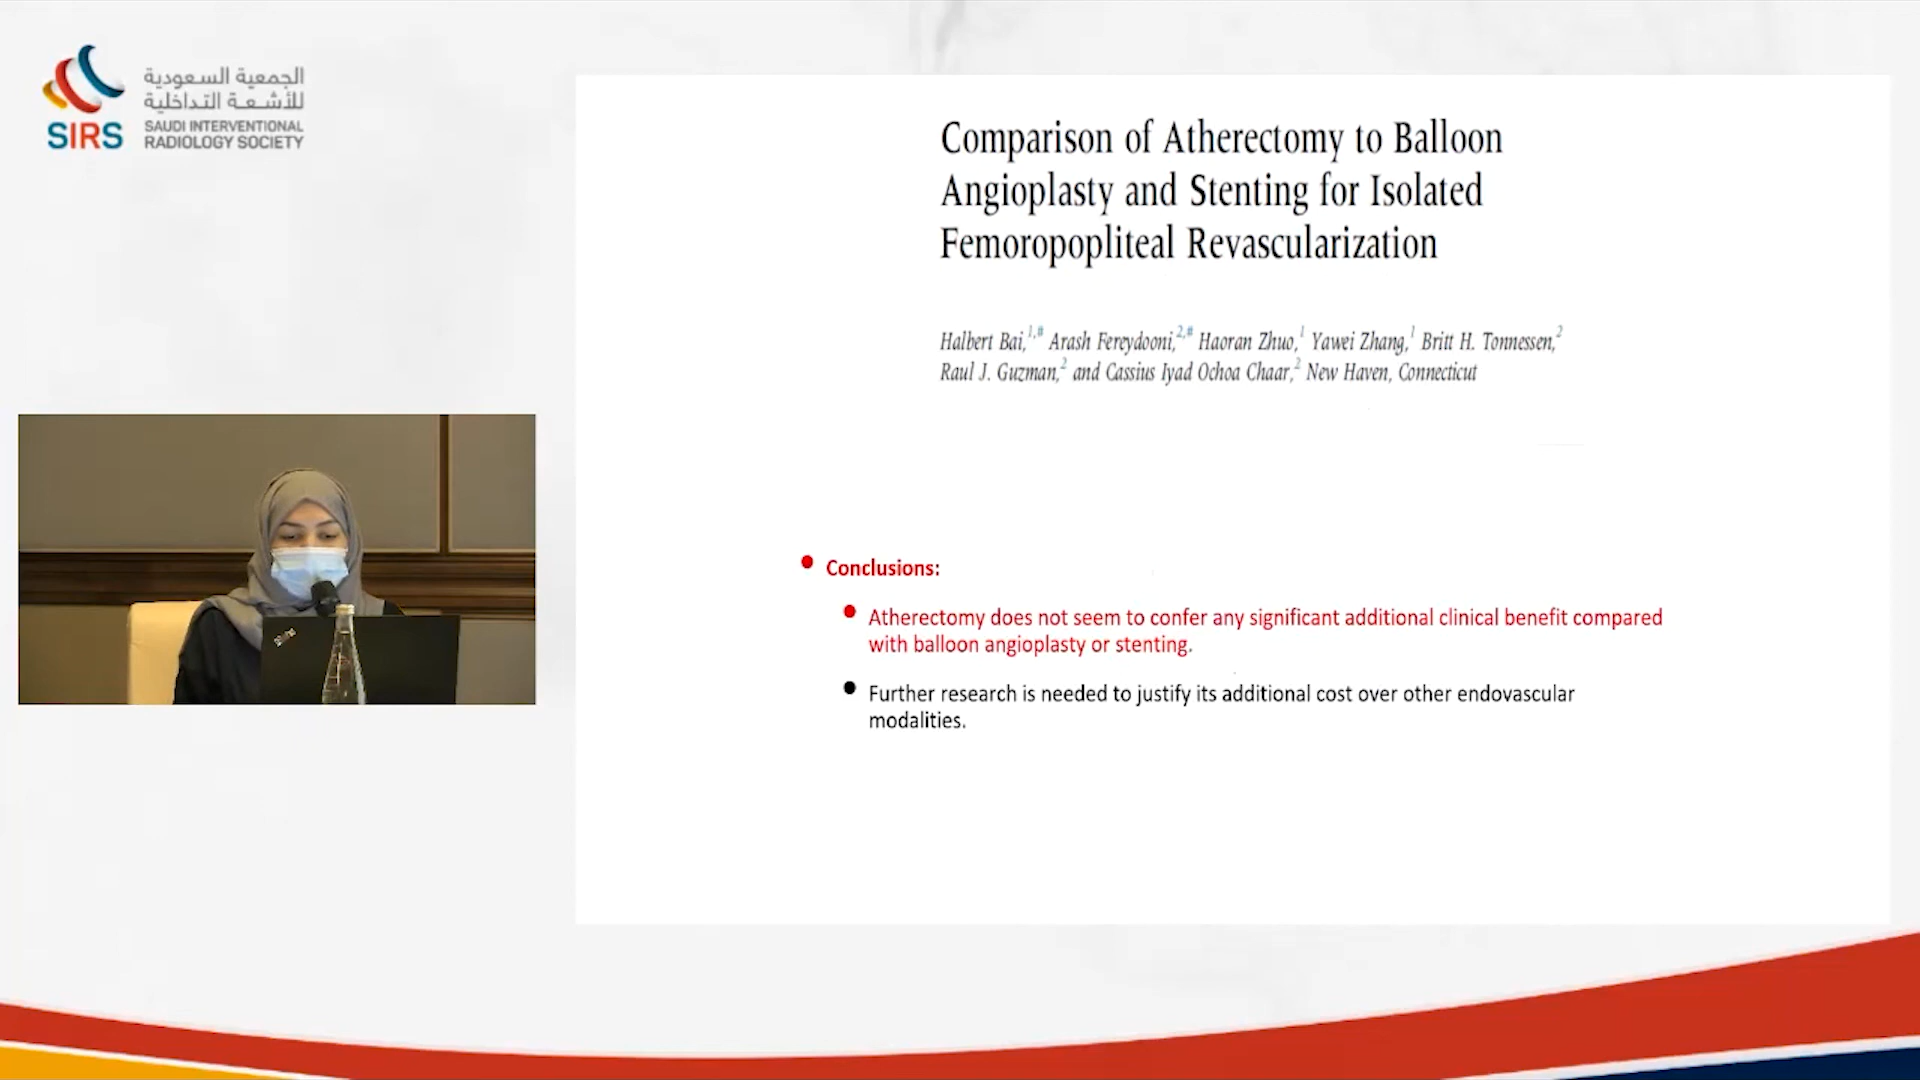 الجمعية السعودية
للأشعة التداخلية
SIRS
SAUDI INTERVENTIONAL
RADIOLOGY SOCIETY
Comparison of Atherectomy to Balloon
Angioplasty and Stenting for Isolated
Femoropopliteal Revascularization
Halbert Bai,1,# Arash Fereydooni,2,# Haoran Zhuo,1 Yawei Zhang,1 Britt H. Tonnessen,2
Raul J. Guzman,2 and Cassius Iyad Ochoa Chaar,2 New Haven, Connecticut
• Conclusions:
• Atherectomy does not seem to confer any significant additional clinical benefit compared
with balloon angioplasty or stenting.
• Further research is needed to justify its additional cost over other endovascular
modalities.